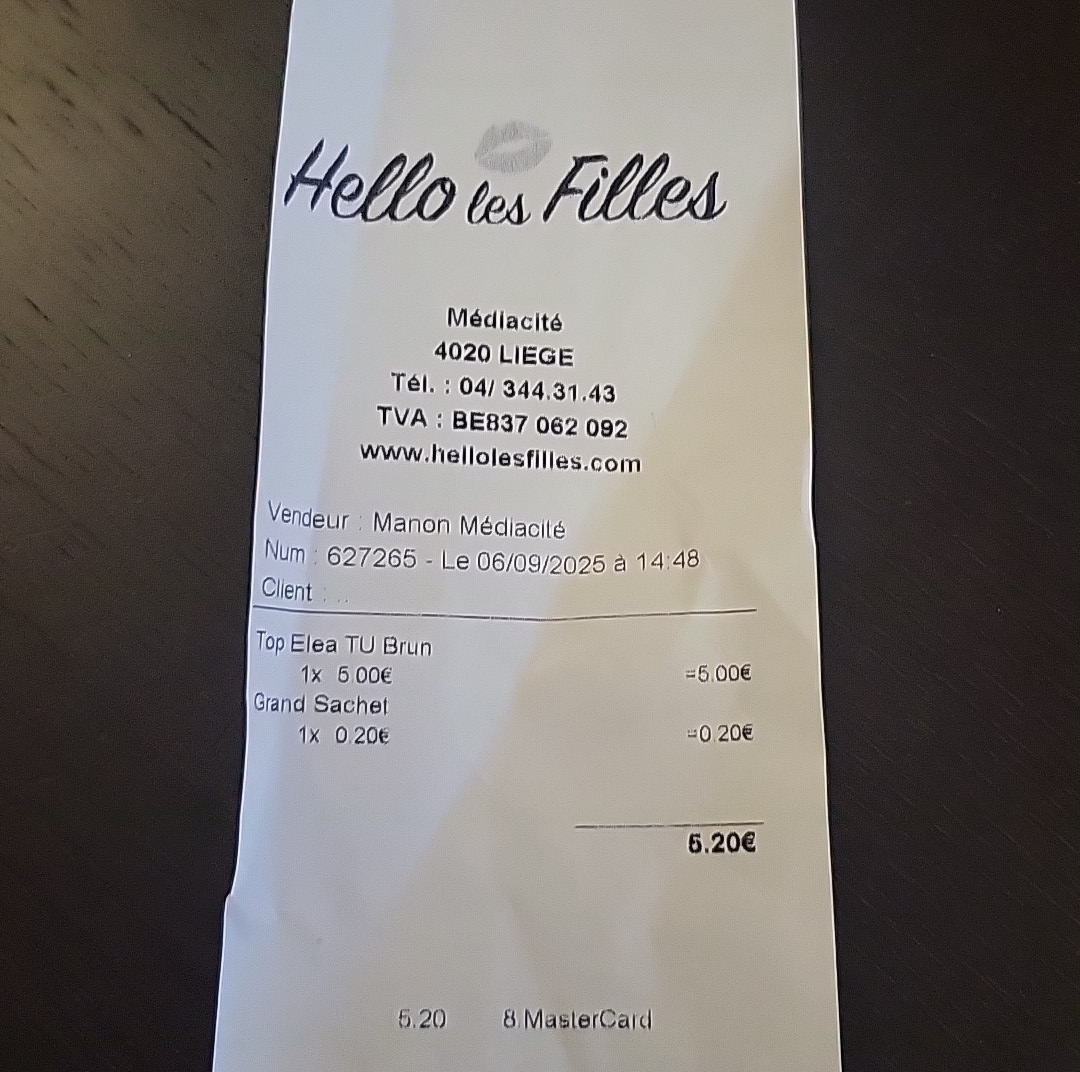 Hello les Filles
Médiacité
4020 LIEGE
Tél. : 04/ 344.31.43
TVA : BE837 062 092
www.hellolesfilles.com
Vendeur : Manon Médiacité
Num : 627265 - Le 06/09/2025 à 14:48
Client : ..
Top Elea TU Brun
1x 5.00€ =5.00€
Grand Sachet
1x 0.20€ =0.20€
5.20€
5.20 8.MasterCard